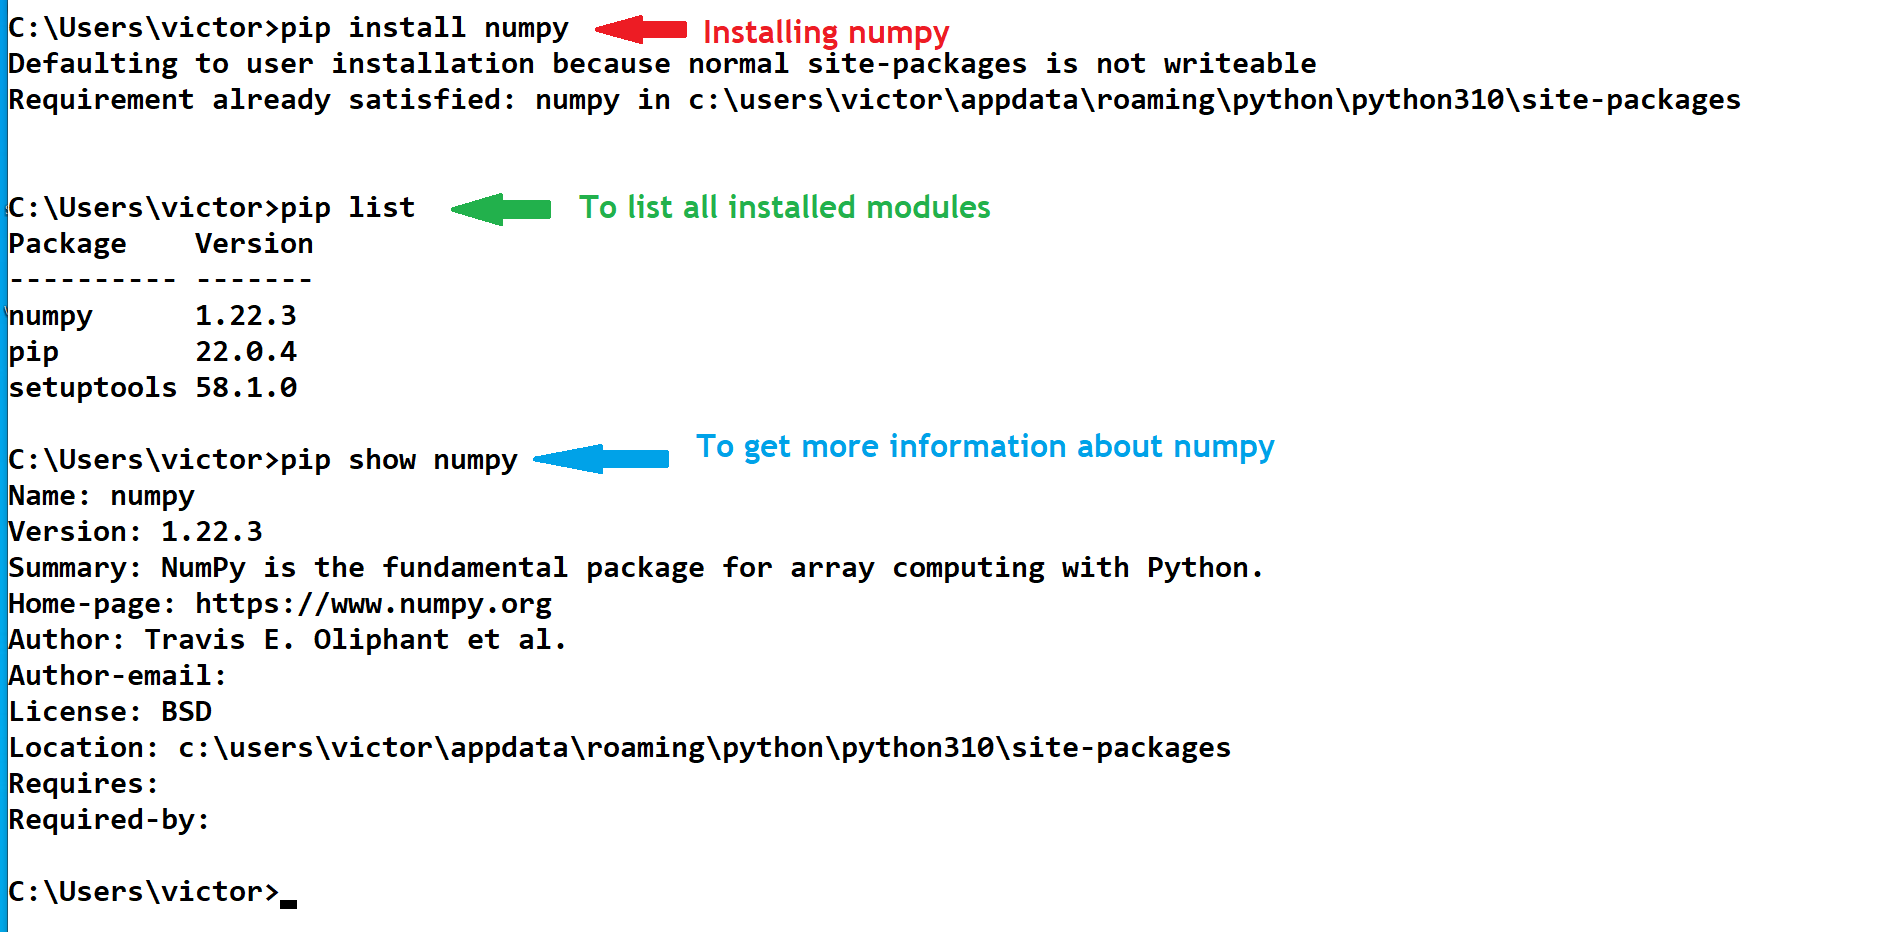 C:\Users\victor>pip install numpy Installing numpy
Defaulting to user installation because normal site-packages is not writeable
Requirement already satisfied: numpy in c:\users\victor\appdata\roaming\python\python310\site-packages
C:\Users\victor>pip list To list all installed modules
Package    Version
---------- -------
numpy      1.22.3
pip        22.0.4
setuptools 58.1.0
C:\Users\victor>pip show numpy To get more information about numpy
Name: numpy
Version: 1.22.3
Summary: NumPy is the fundamental package for array computing with Python.
Home-page: https://www.numpy.org
Author: Travis E. Oliphant et al.
Author-email:
License: BSD
Location: c:\users\victor\appdata\roaming\python\python310\site-packages
Requires:
Required-by:
C:\Users\victor>